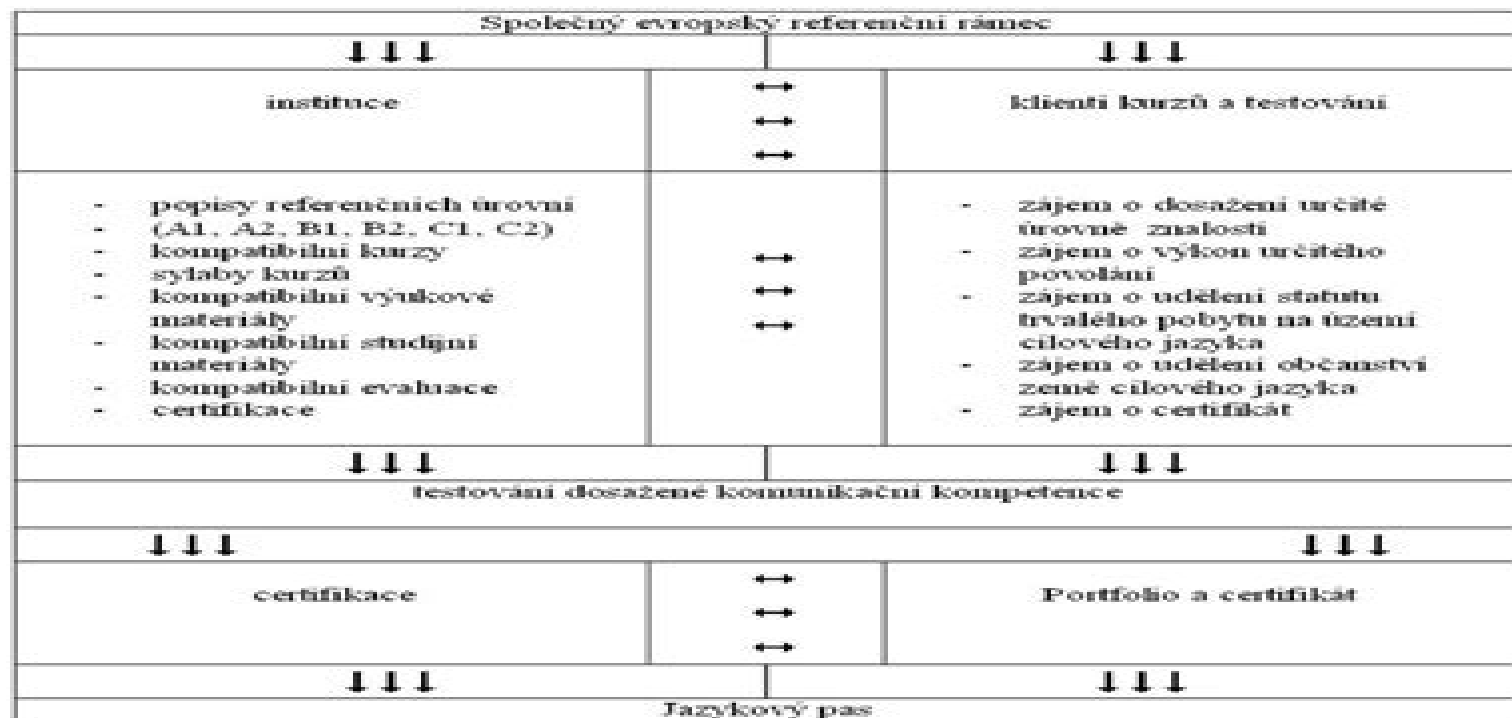 Společný evropský referenční rámec
instituce
klienti kurzů a testování
- popisy referenčních úrovní
- (A1, A2, B1, B2, C1, C2)
- kompatibilní kurzy
- sylaby kurzů
- kompatibilní výukové
materiály
- kompatibilní studijní
materiály
- kompatibilní evaluace
- certifikace
- zájem o dosažení určité
úrovně znalostí
- zájem o výkon určitého
povolání
- zájem o udělení statutu
trvalého pobytu na území
cílového jazyka
- zájem o udělení občanství
země cílového jazyka
- zájem o certifikát
testování dosažené komunikační kompetence
certifikace
Portfolio a certifikát
Jazykový pas